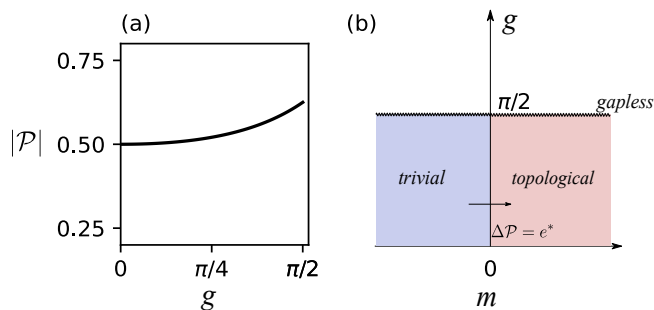 (a)
0.75
|𝒫| 0.50
0.25
0 π/4 π/2
g
(b)
g
π/2
gapless
trivial topological
Δ𝒫 = e*
0
m